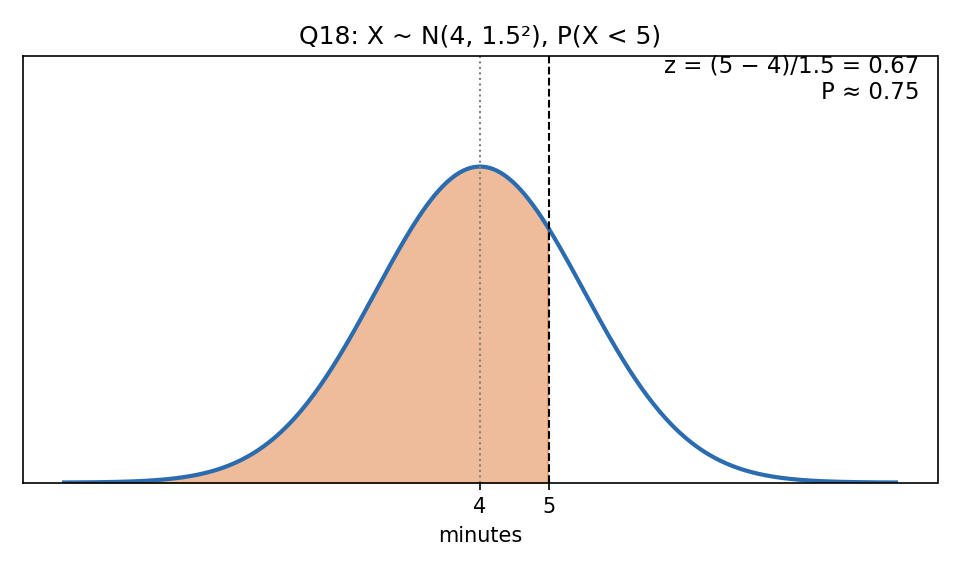 Q18: X ~ N(4, 1.5²), P(X < 5)
z = (5 − 4)/1.5 = 0.67
P ≈ 0.75
4 5
minutes